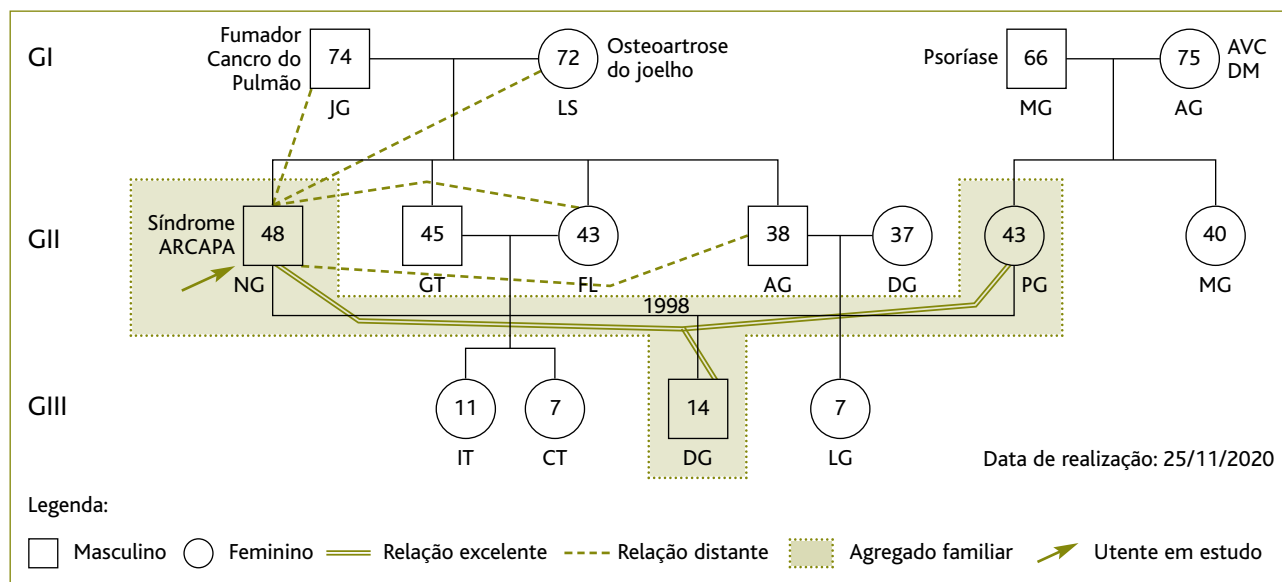 GI
Fumador
Cancro do
Pulmão
74
JG
72
LS
Osteoartrose
do joelho
Psoríase
66
MG
75
AG
AVC
DM
GII
Síndrome
ARCAPA
48
NG
45
GT
43
FL
38
AG
37
DG
43
PG
40
MG
1998
GIII
11
IT
7
CT
14
DG
7
LG
Data de realização: 25/11/2020
Legenda:
Masculino
Feminino
Relação excelente
Relação distante
Agregado familiar
Utente em estudo